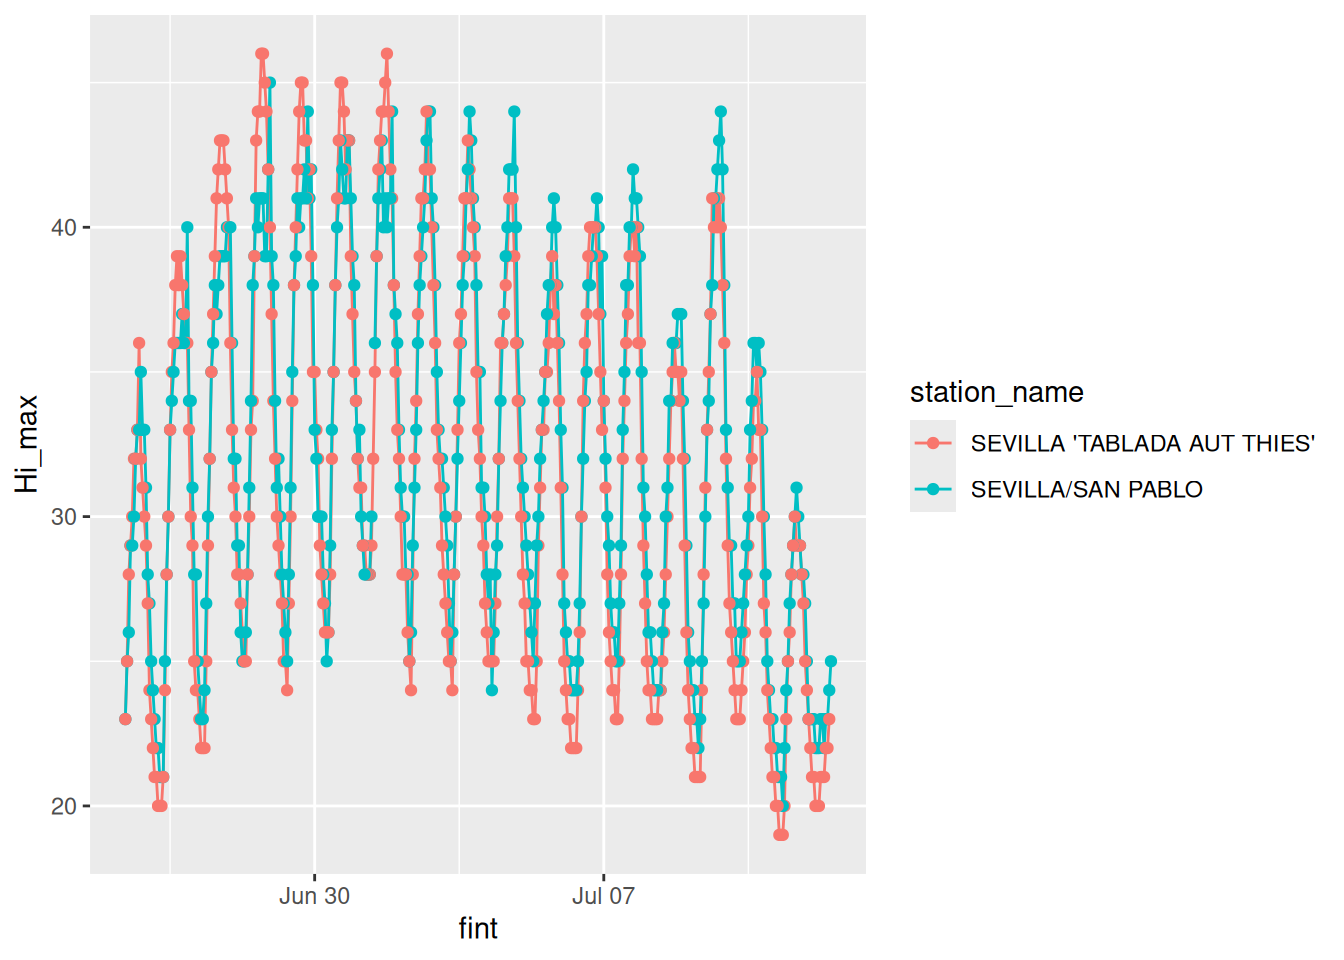 Hi_max
40
30
20
Jun 30
Jul 07
fint
station_name
SEVILLA 'TABLADA AUT THIES'
SEVILLA/SAN PABLO